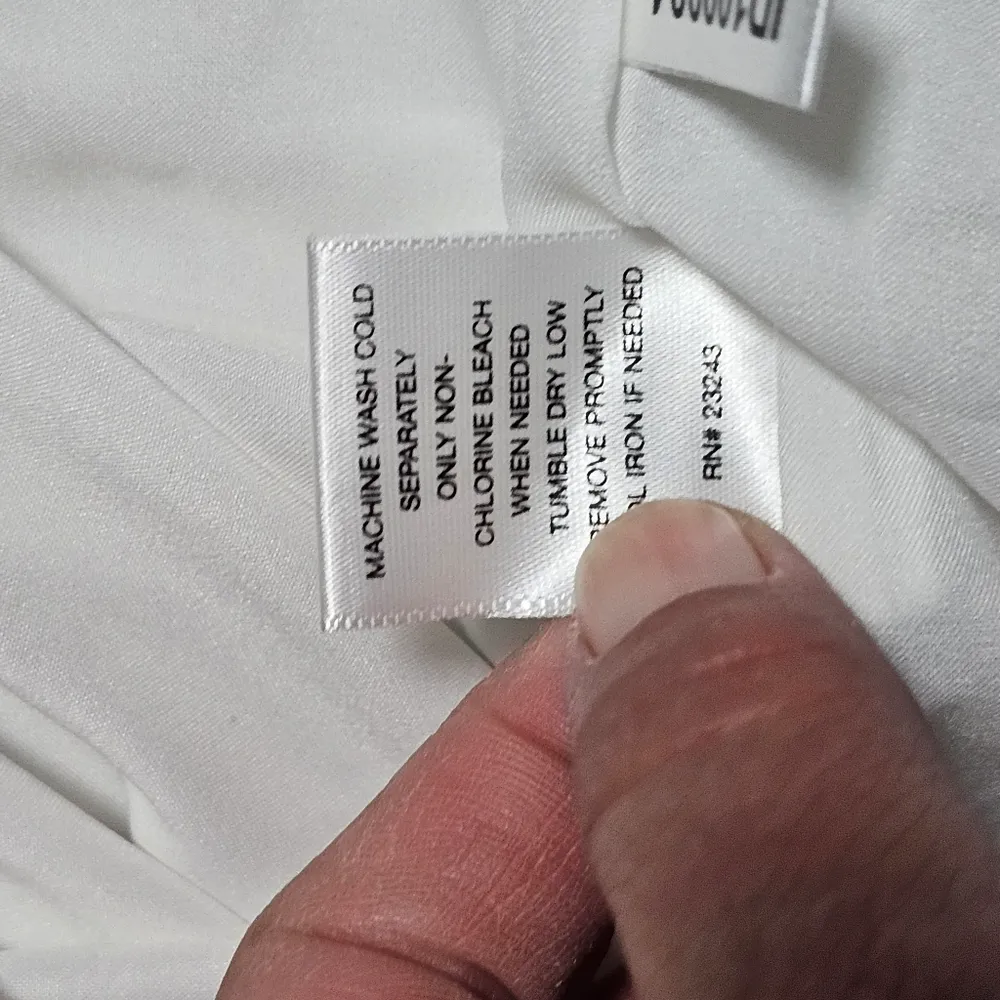 MACHINE WASH COLD
SEPARATELY
ONLY NON-
CHLORINE BLEACH
WHEN NEEDED
TUMBLE DRY LOW
REMOVE PROMPTLY
OL IRON IF NEEDED
RN# 23243